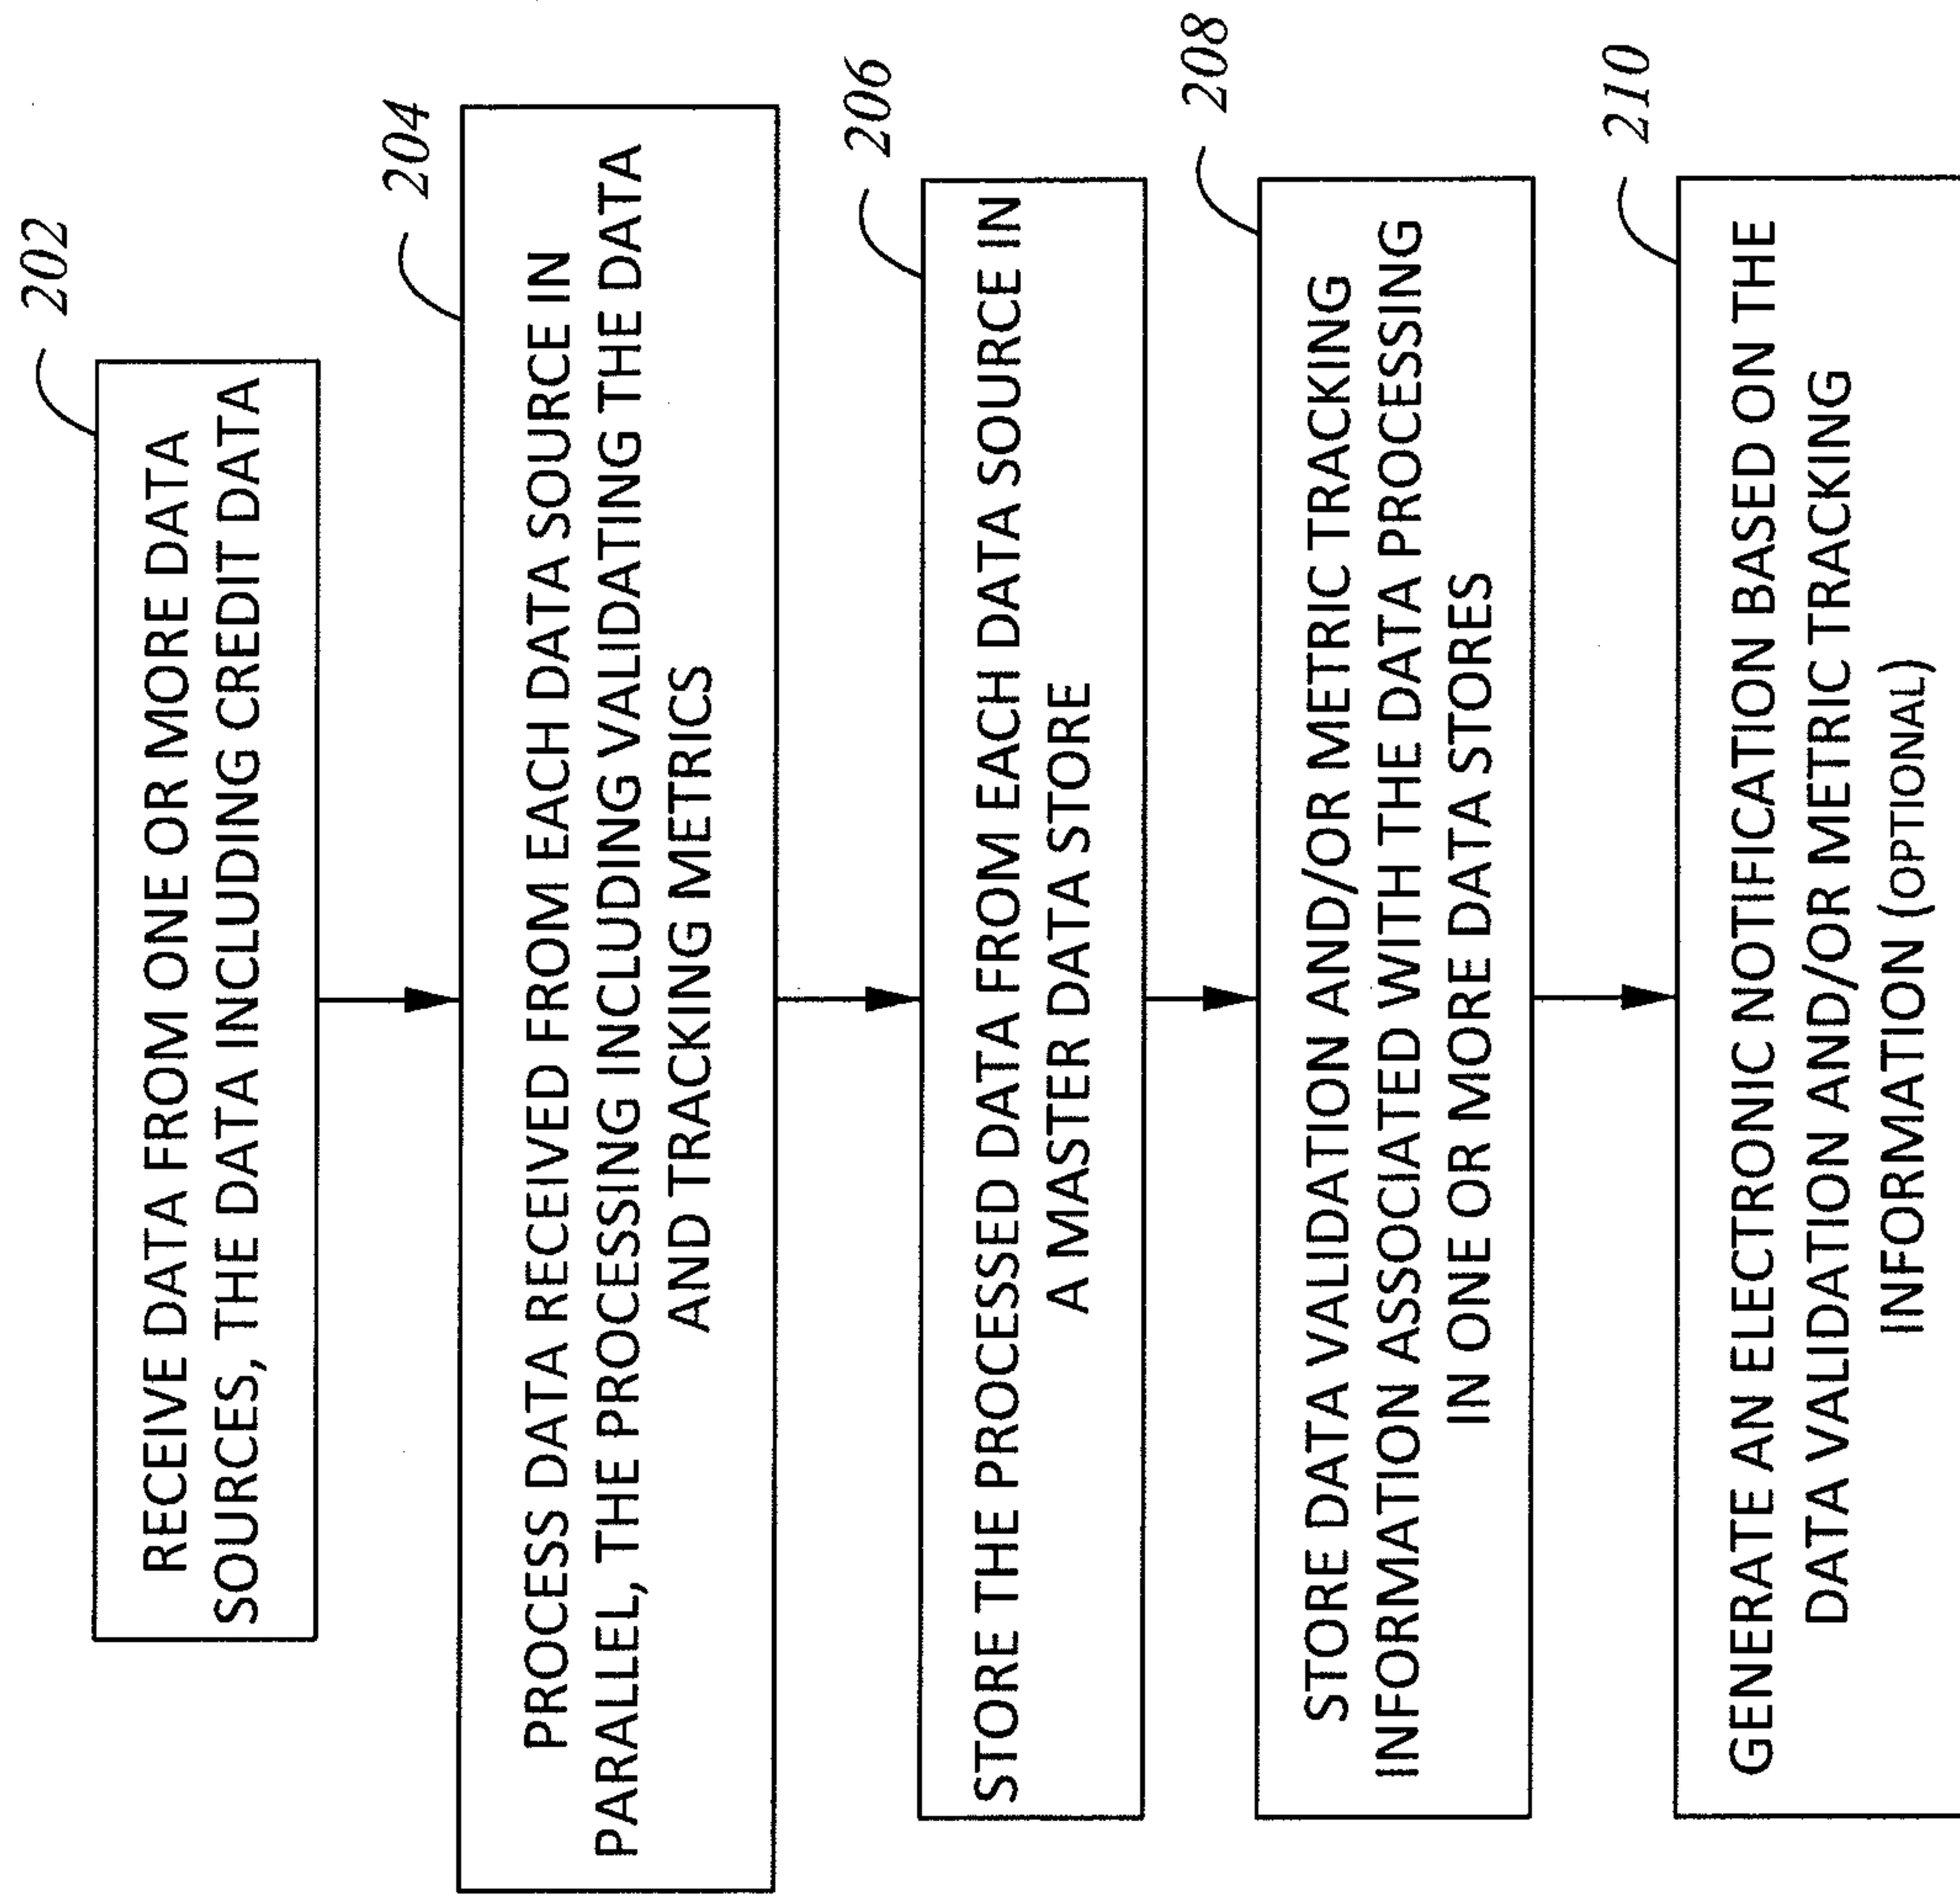 202
RECEIVE DATA FROM ONE OR MORE DATA
SOURCES, THE DATA INCLUDING CREDIT DATA
204
PROCESS DATA RECEIVED FROM EACH DATA SOURCE IN
PARALLEL, THE PROCESSING INCLUDING VALIDATING THE DATA
AND TRACKING METRICS
206
STORE THE PROCESSED DATA FROM EACH DATA SOURCE IN
A MASTER DATA STORE
208
STORE DATA VALIDATION AND/OR METRIC TRACKING
INFORMATION ASSOCIATED WITH THE DATA PROCESSING
IN ONE OR MORE DATA STORES
210
GENERATE AN ELECTRONIC NOTIFICATION BASED ON THE
DATA VALIDATION AND/OR METRIC TRACKING
INFORMATION (OPTIONAL)